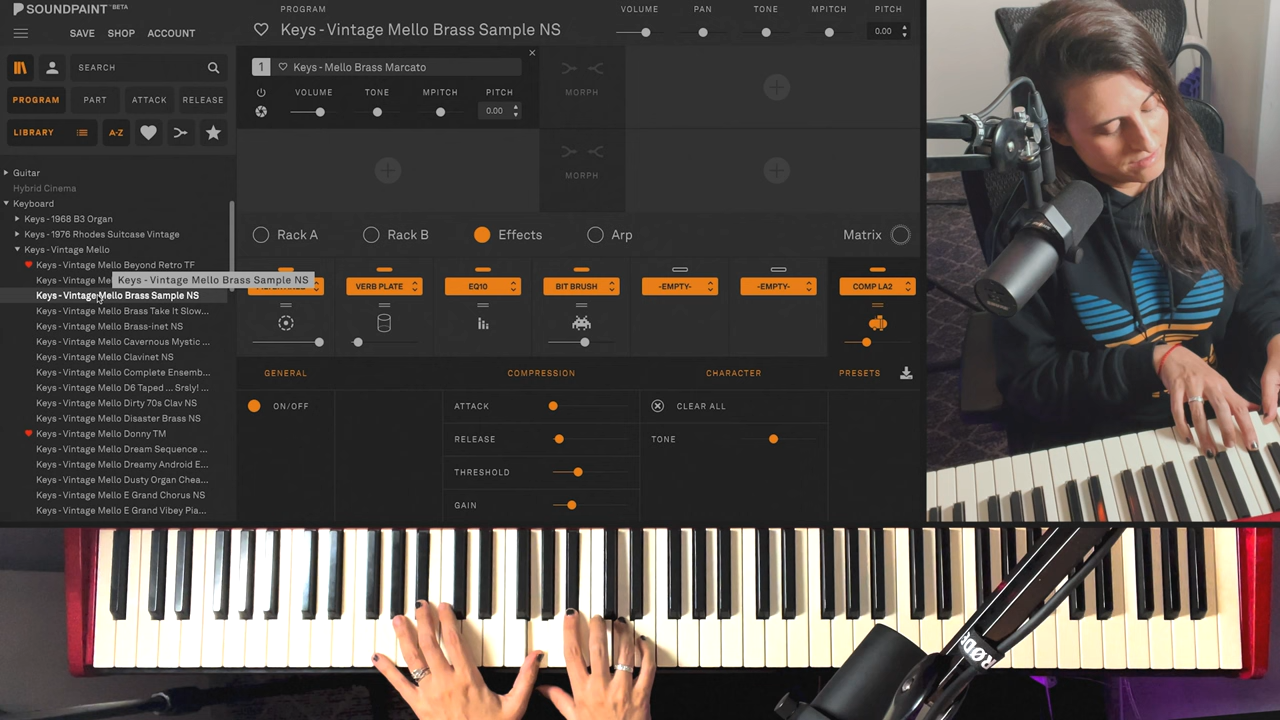 SOUNDPAINT BETA
SAVE SHOP ACCOUNT
SEARCH
PROGRAM PART ATTACK RELEASE
LIBRARY A-Z
Guitar
Hybrid Cinema
Keyboard
Keys - 1968 B3 Organ
Keys - 1976 Rhodes Suitcase Vintage
Keys - Vintage Mello
Keys - Vintage Mello Beyond Retro TF
Keys - Vintage Me
Keys - Vintage Mello Brass Sample NS
Keys - Vintage Mello Brass Sample NS
Keys - Vintage Mello Brass Take It Slow...
Keys - Vintage Mello Brass-inet NS
Keys - Vintage Mello Cavernous Mystic ...
Keys - Vintage Mello Clavinet NS
Keys - Vintage Mello Complete Ensemb...
Keys - Vintage Mello D6 Taped ... Srsly! ...
Keys - Vintage Mello Dirty 70s Clav NS
Keys - Vintage Mello Disaster Brass NS
Keys - Vintage Mello Donny TM
Keys - Vintage Mello Dream Sequence ...
Keys - Vintage Mello Dreamy Android E...
Keys - Vintage Mello Dusty Organ Chea...
Keys - Vintage Mello E Grand Chorus NS
Keys - Vintage Mello E Grand Vibey Pia...
PROGRAM
Keys - Vintage Mello Brass Sample NS
VOLUME PAN TONE MPITCH PITCH
0.00
1 Keys - Mello Brass Marcato
VOLUME TONE MPITCH PITCH
0.00
MORPH
MORPH
Rack A Rack B Effects Arp Matrix
VERB PLATE EQ10 BIT BRUSH -EMPTY- -EMPTY- COMP LA2
GENERAL COMPRESSION CHARACTER PRESETS
ON/OFF ATTACK CLEAR ALL
RELEASE TONE
THRESHOLD
GAIN
RØDE